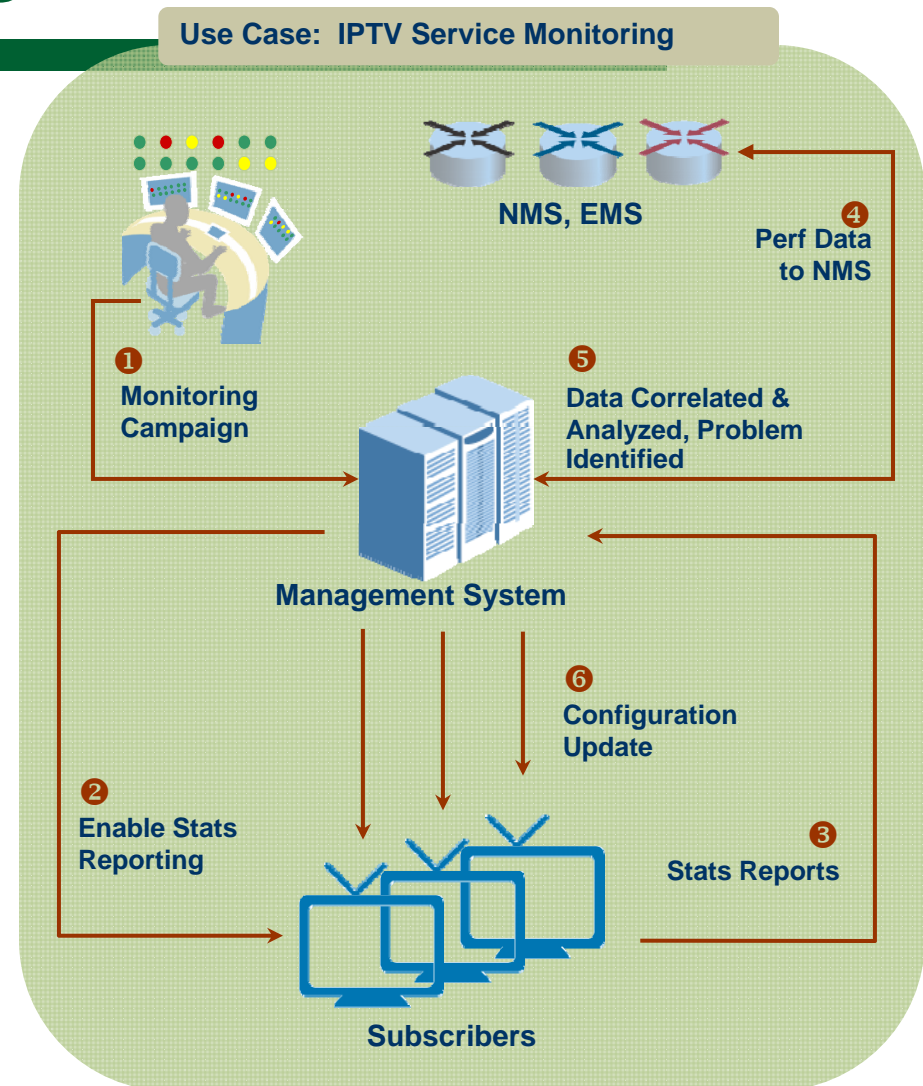 Use Case: IPTV Service Monitoring
NMS, EMS
4
Perf Data
to NMS
1
Monitoring
Campaign
5
Data Correlated &
Analyzed, Problem
Identified
Management System
6
Configuration
Update
2
Enable Stats
Reporting
3
Stats Reports
Subscribers